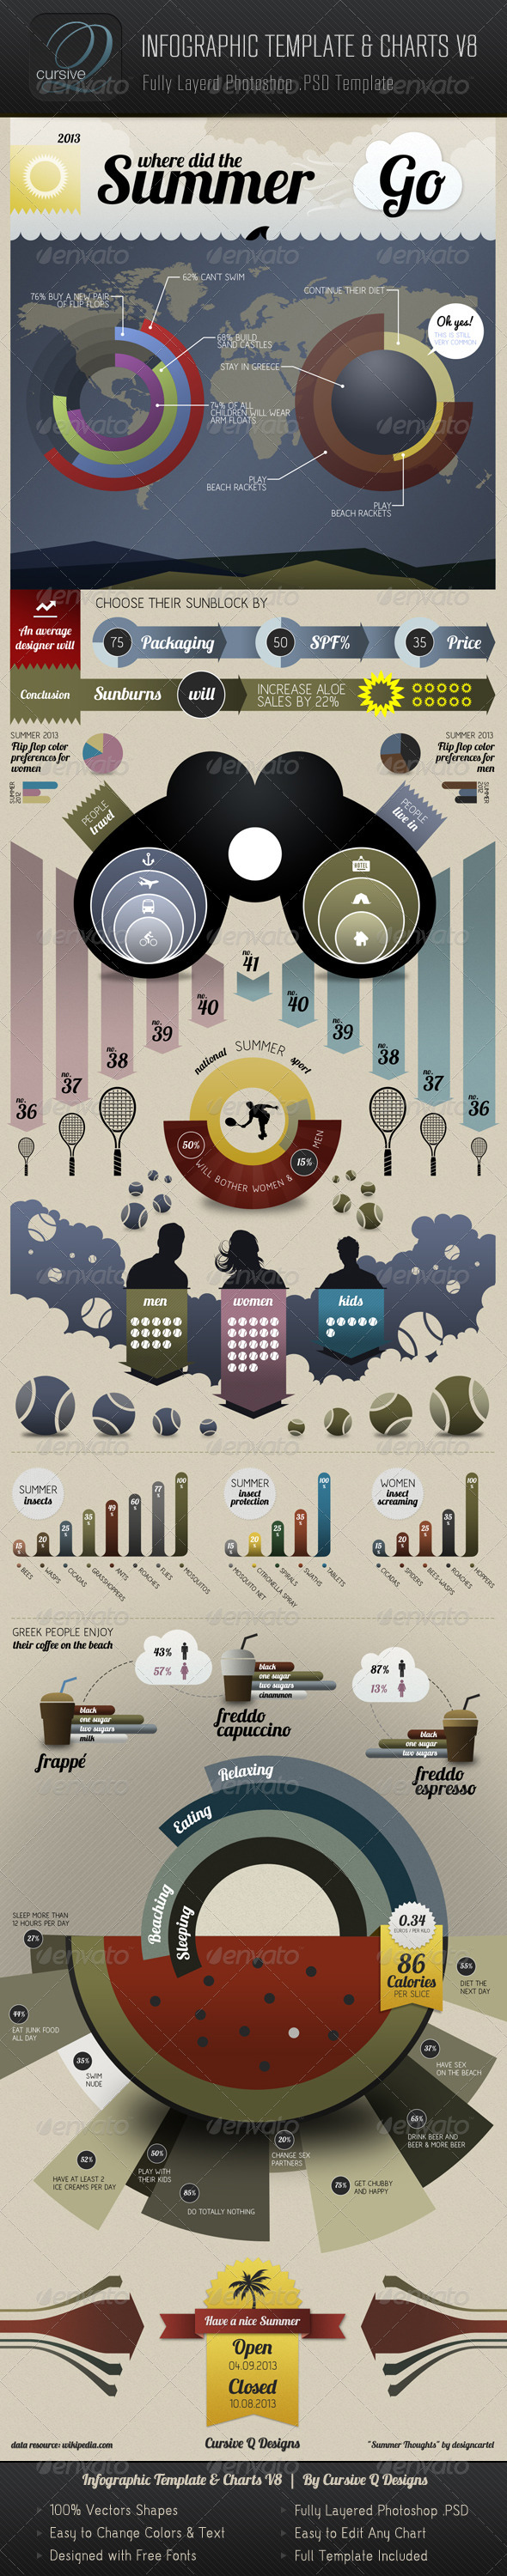 cursive
INFOGRAPHIC TEMPLATE & CHARTS V8
Fully Layerd Photoshop .PSD Template
2013
where did the
Summer
Go
62% CAN'T SWIM
76% BUY A NEW PAIR
OF FLIP FLOPS
68% BUILD
SAND CASTLES
74% OF ALL
CHILDREN WILL WEAR
ARM FLOATS
CONTINUE THEIR DIET
Oh yes!
THIS IS STILL
VERY COMMON
STAY IN GREECE
PLAY
BEACH RACKETS
PLAY
BEACH RACKETS
An average
designer will
CHOOSE THEIR SUNBLOCK BY
75 Packaging
50 SPF%
35 Price
Conclusion
Sunburns will
INCREASE ALOE
SALES BY 22%
SUMMER 2013
Flip flop color
preferences for
women
SUMMER
2012
SUMMER 2013
Flip flop color
preferences for
men
SUMMER
2012
PEOPLE
travel
PEOPLE
live in
HOTEL
no.
41
no.
40
no.
40
no.
39
no.
39
no.
38
no.
38
no.
37
no.
37
no.
36
no.
36
national SUMMER sport
50%
15%
WILL BOTHER WOMEN & MEN
men
women
kids
SUMMER
insects
15%
20%
25%
35%
49%
60%
77%
100%
BEES
WASPS
CICADAS
GRASSHOPPERS
ANTS
ROACHES
FLIES
MOSQUITOS
SUMMER
insect
protection
15%
20%
25%
35%
100%
MOSQUITO NET
CITRONELLA SPRAY
SPIRALS
SWATHS
TABLETS
WOMEN
insect
screaming
15%
20%
25%
35%
100%
CICADAS
SPIDERS
BEES-WASPS
ROACHES
HOPPERS
GREEK PEOPLE ENJOY
their coffee on the beach
43%
57%
87%
13%
black
one sugar
two sugars
milk
frappé
black
one sugar
two sugars
cinammon
freddo
capuccino
black
one sugar
two sugars
freddo
espresso
Relaxing
Eating
Beaching
Sleeping
0.34
EUROS / PER KILO
86
Calories
PER SLICE
SLEEP MORE THAN
12 HOURS PER DAY
27%
44%
EAT JUNK FOOD
ALL DAY
35%
SWIM
NUDE
52%
HAVE AT LEAST 2
ICE CREAMS PER DAY
50%
PLAY WITH
THEIR KIDS
85%
DO TOTALLY NOTHING
20%
CHANGE SEX
PARTNERS
75%
GET CHUBBY
AND HAPPY
65%
DRINK BEER AND
BEER & MORE BEER
37%
HAVE SEX
ON THE BEACH
55%
DIET THE
NEXT DAY
Have a nice Summer
Open
04.09.2013
Closed
10.08.2013
data resource: wikipedia.com
Cursive Q Designs
"Summer Thoughts" by designcartel
Infographic Template & Charts V8 | By Cursive Q Designs
100% Vectors Shapes
Easy to Change Colors & Text
Designed with Free Fonts
Fully Layered Photoshop .PSD
Easy to Edit Any Chart
Full Template Included
envato